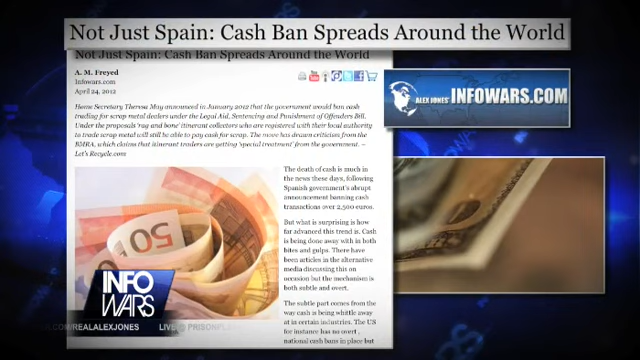 Not Just Spain: Cash Ban Spreads Around the World
Not Just Spain: Cash Ban Spreads Around the World
A. M. Freyed
Infowars.com
April 24, 2012
Home Secretary Theresa May announced in January 2012 that the government would ban cash
trading for scrap metal dealers under the Legal Aid, Sentencing and Punishment of Offenders Bill.
Under the proposals 'rag and bone' itinerant collectors who are registered with their local authority
to trade scrap metal will still be able to pay cash for scrap. The move has drawn criticism from the
BMRA, which claims that itinerant traders are getting 'special treatment' from the government. –
Let's Recycle.com
ALEX JONES' INFOWARS.COM
The death of cash is much in
the news these days, following
Spanish government's abrupt
announcement banning cash
transactions over 2,500 euros.
But what is surprising is how
far advanced this trend is. Cash
is being done away with in both
bites and gulps. There have
been articles in the alternative
media discussing this on
occasion but the mechanism is
both subtle and overt.
The subtle part comes from the
way cash is being whittle away
at in certain industries. The US
for instance has no overt
national cash bans in place but
50
INFO
WARS
.COM/REALALEXJONES
LIVE @ PRISONPL